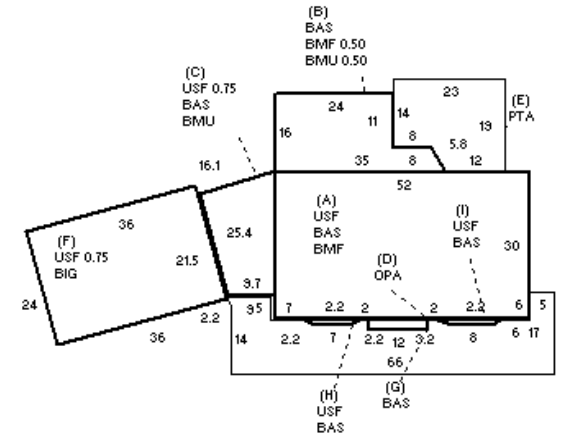 (B)
BAS
BMF 0.50
BMU 0.50
(C)
USF 0.75
BAS
BMU
23
24
14
11
(E)
PTA
19
16
8
5.8
16.1
35
8
12
52
(A)
USF
BAS
BMF
(I)
USF
BAS
36
(F)
USF 0.75
BIG
25.4
21.5
30
(D)
OPA
9.7
24
2.2
9
5
7
2.2
2
2
2.2
6
5
36
14
2.2
7
2.2
12
3.2
8
6
17
66
(H)
USF
BAS
(G)
BAS